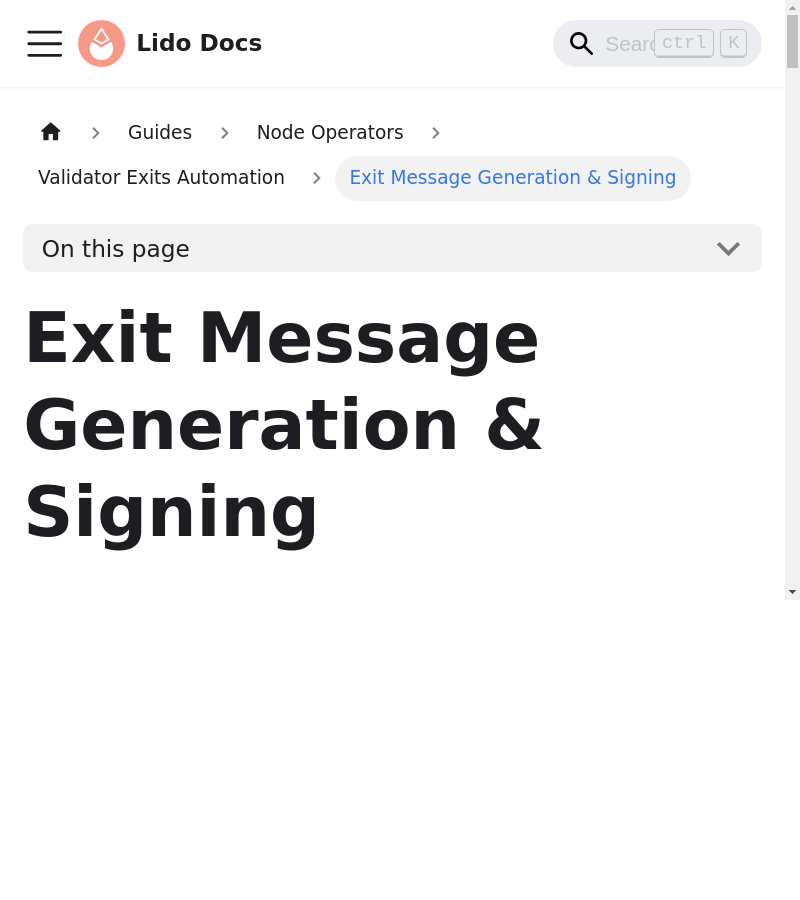 Lido Docs
ctrl K
Guides
Node Operators
Validator Exits Automation
Exit Message Generation & Signing
On this page
Exit Message
Generation &
Signing